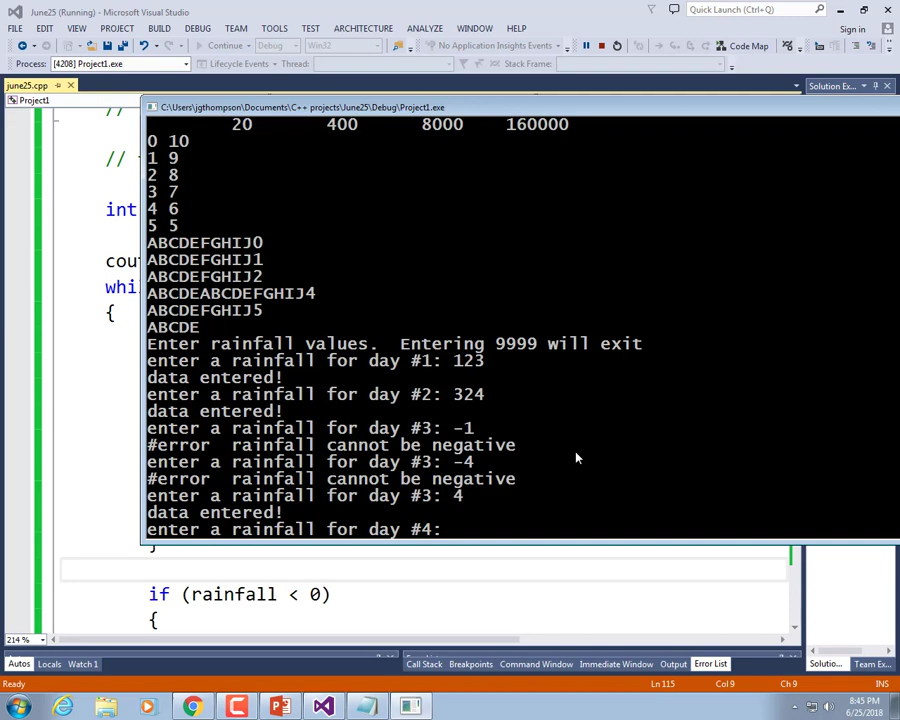 June25 (Running) - Microsoft Visual Studio
Quick Launch (Ctrl+Q)
FILE EDIT VIEW PROJECT BUILD DEBUG TEAM TOOLS TEST ARCHITECTURE ANALYZE WINDOW HELP
Sign in
Continue Debug Win32 No Application Insights Events Code Map
Process: [4208] Project1.exe Lifecycle Events Thread: Stack Frame:
june25.cpp Solution Ex...
Project1
C:\Users\jgthompson\Documents\C++ projects\June25\Debug\Project1.exe
//
20 400 8000 160000
0 10
1 9
//
2 8
3 7
int
4 6
5 5
ABCDEFGHIJ0
cou
ABCDEFGHIJ1
ABCDEFGHIJ2
whi
ABCDEABCDEFGHIJ4
{
ABCDEFGHIJ5
ABCDE
Enter rainfall values.  Entering 9999 will exit
enter a rainfall for day #1: 123
data entered!
enter a rainfall for day #2: 324
data entered!
enter a rainfall for day #3: -1
#error  rainfall cannot be negative
enter a rainfall for day #3: -4
#error  rainfall cannot be negative
enter a rainfall for day #3: 4
data entered!
enter a rainfall for day #4:
}
if (rainfall < 0)
{
214 %
Autos Locals Watch 1 Call Stack Breakpoints Command Window Immediate Window Output Error List Solutio... Team Ex...
Ready Ln 115 Col 9 Ch 9 INS
8:45 PM
6/25/2018